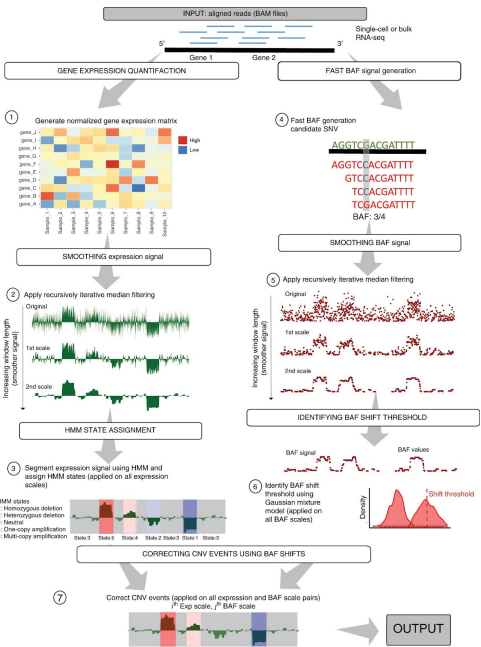 INPUT: aligned reads (BAM files)
Single-cell or bulk
RNA-seq
5′
3′
Gene 1
Gene 2
GENE EXPRESSION QUANTIFACTION
FAST BAF signal generation
1
Generate normalized gene expression matrix
gene_J
gene_I
gene_H
gene_G
gene_F
gene_E
gene_D
gene_C
gene_B
gene_A
High
Low
Sample_1
Sample_2
Sample_3
Sample_4
Sample_5
Sample_6
Sample_7
Sample_8
Sample_9
Sample_10
4
Fast BAF generation
candidate SNV
AGGTCGACGATTTT
AGGTCCACGATTTT
GTCCACGATTTT
TCCACGATTTT
TCGACGATTTT
BAF: 3/4
SMOOTHING expression signal
SMOOTHING BAF signal
2
Apply recursively iterative median filtering
Original
1st scale
2nd scale
Increasing window length
(smoother signal)
5
Apply recursively iterative median filtering
Original
1st scale
2nd scale
Increasing window length
(smoother signal)
HMM STATE ASSIGNMENT
IDENTIFYING BAF SHIFT THRESHOLD
3
Segment expression signal using HMM and
assign HMM states (applied on all expression
scales)
HMM states
: Homozygous deletion
: Heterozygous deletion
: Neutral
: One-copy amplification
: Multi-copy amplification
State:3
State:5
State:4
State:2
State:3
State:1
State:3
BAF signal
BAF values
6
Identify BAF shift
threshold using
Gaussian mixture
model (applied on
all BAF scales)
Density
Shift threshold
CORRECTING CNV EVENTS USING BAF SHIFTS
7
Correct CNV events (applied on all expression and BAF scale pairs)
ith Exp scale, jth BAF scale
OUTPUT